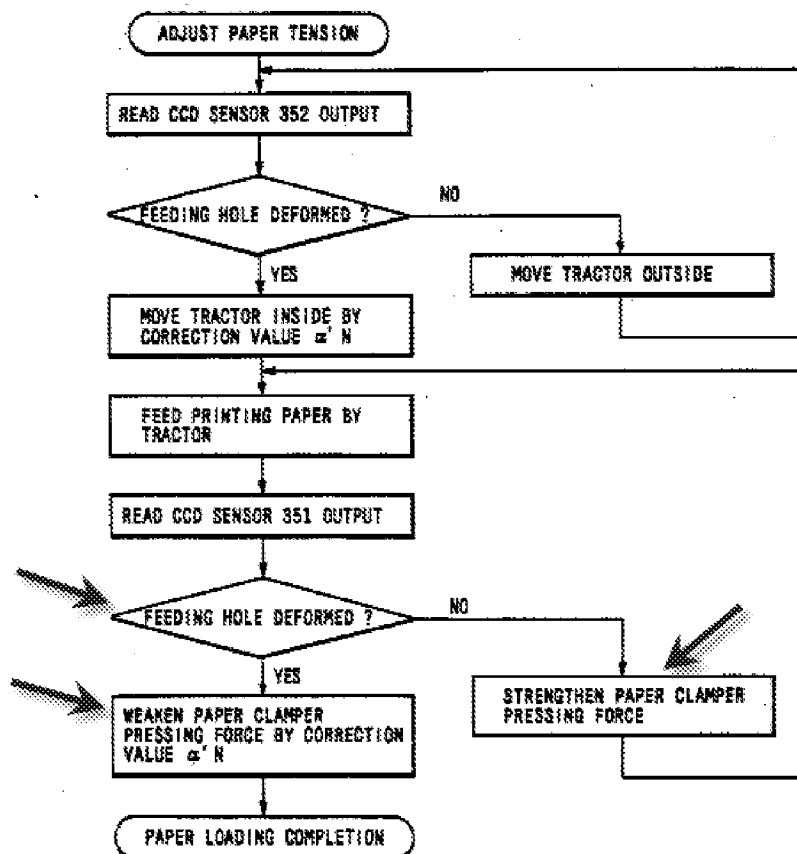 ADJUST PAPER TENSION
READ CCD SENSOR 352 OUTPUT
FEEDING HOLE DEFORMED ?
NO
YES
MOVE TRACTOR OUTSIDE
MOVE TRACTOR INSIDE BY
CORRECTION VALUE α' N
FEED PRINTING PAPER BY
TRACTOR
READ CCD SENSOR 351 OUTPUT
FEEDING HOLE DEFORMED ?
NO
YES
STRENGTHEN PAPER CLAMPER
PRESSING FORCE
WEAKEN PAPER CLAMPER
PRESSING FORCE BY CORRECTION
VALUE α' N
PAPER LOADING COMPLETION